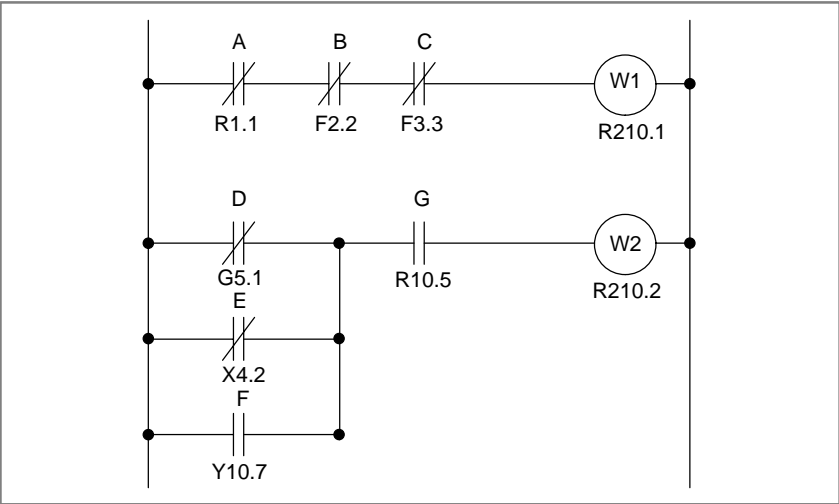 A B C
W1
R1.1 F2.2 F3.3
R210.1
D G
W2
G5.1 R10.5 R210.2
E
X4.2
F
Y10.7